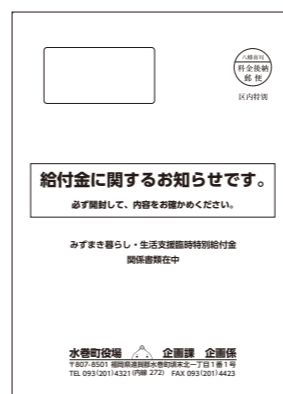 八幡西局
料金後納
郵便
区内特別
給付金に関するお知らせです。
必ず開封して、内容をお確かめください。
みずまき暮らし・生活支援臨時特別給付金
関係書類在中
水巻町役場 企画課 企画係
〒807-8501 福岡県遠賀郡水巻町頃末北一丁目1番1号
TEL 093(201)4321 (内線 272) FAX 093(201)4423